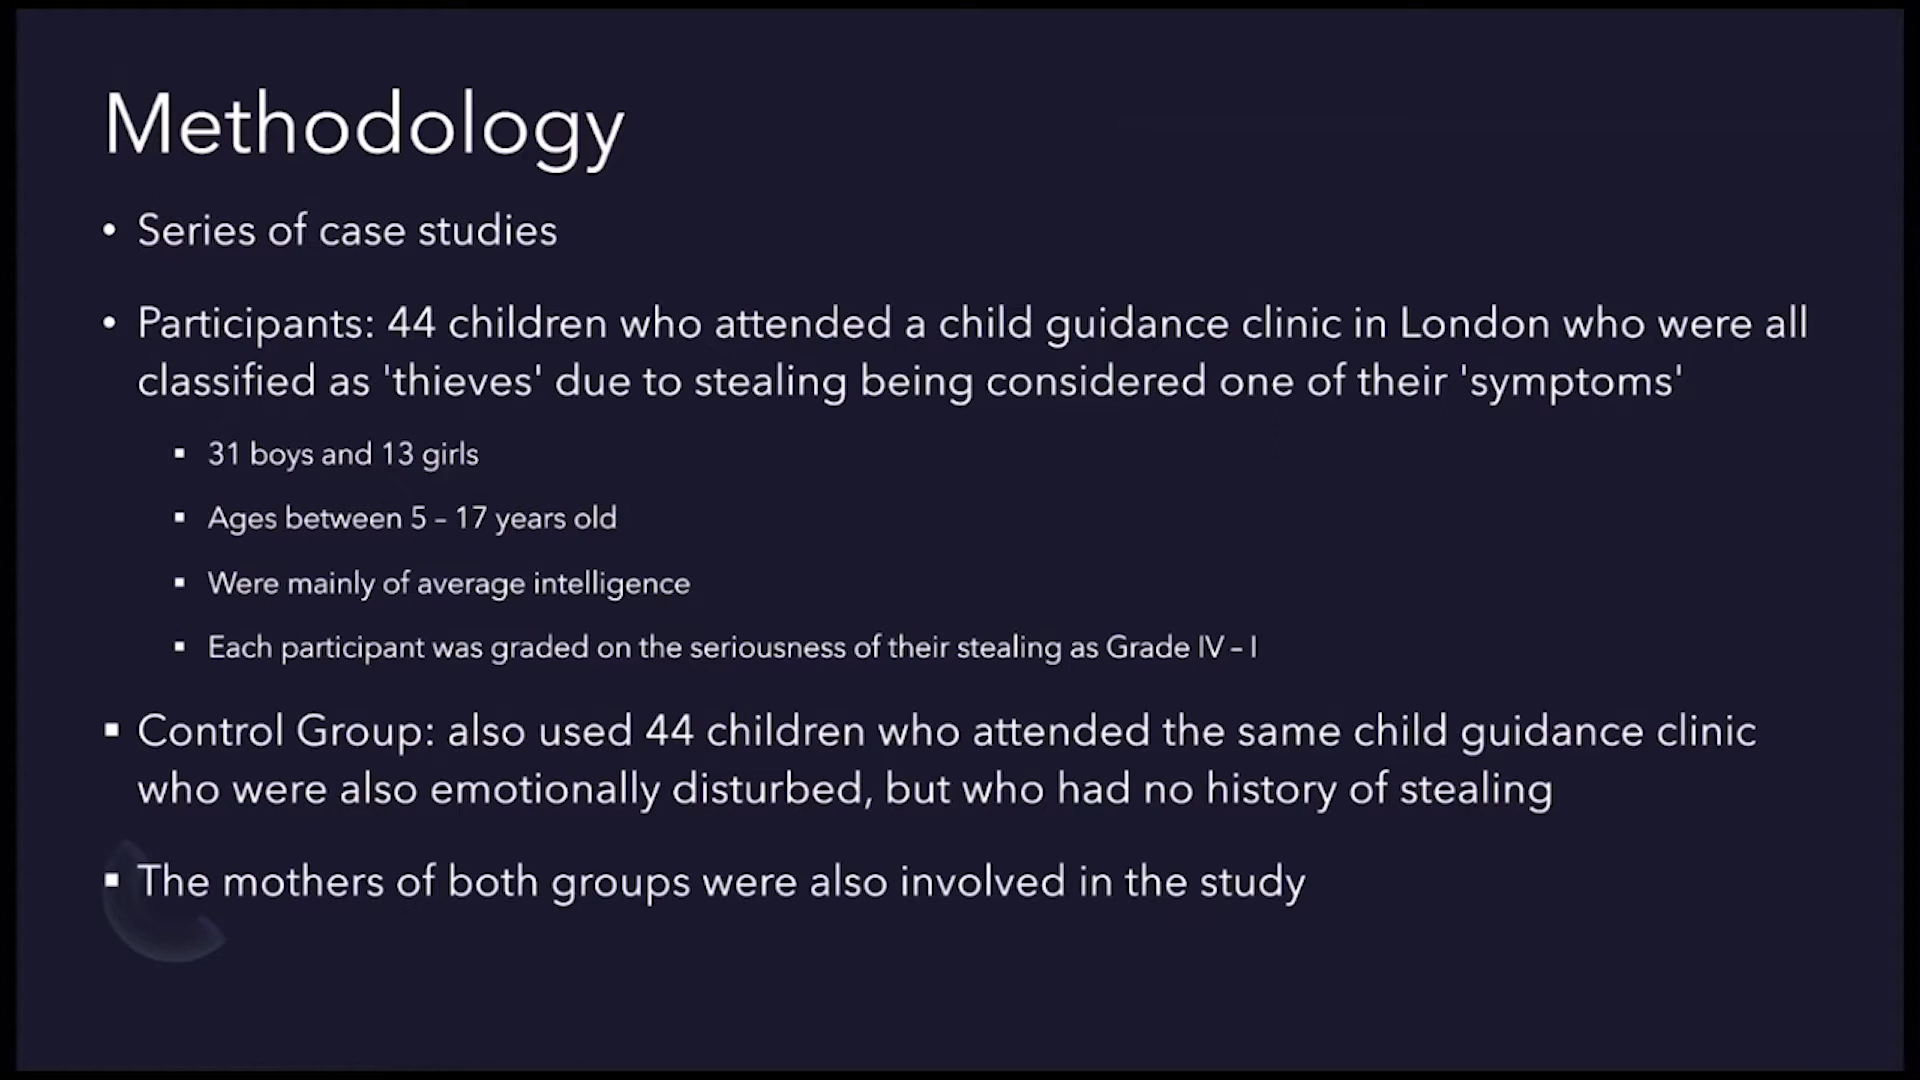 Methodology
• Series of case studies
• Participants: 44 children who attended a child guidance clinic in London who were all
classified as 'thieves' due to stealing being considered one of their 'symptoms'
▪ 31 boys and 13 girls
▪ Ages between 5 – 17 years old
▪ Were mainly of average intelligence
▪ Each participant was graded on the seriousness of their stealing as Grade IV – I
▪ Control Group: also used 44 children who attended the same child guidance clinic
who were also emotionally disturbed, but who had no history of stealing
▪ The mothers of both groups were also involved in the study